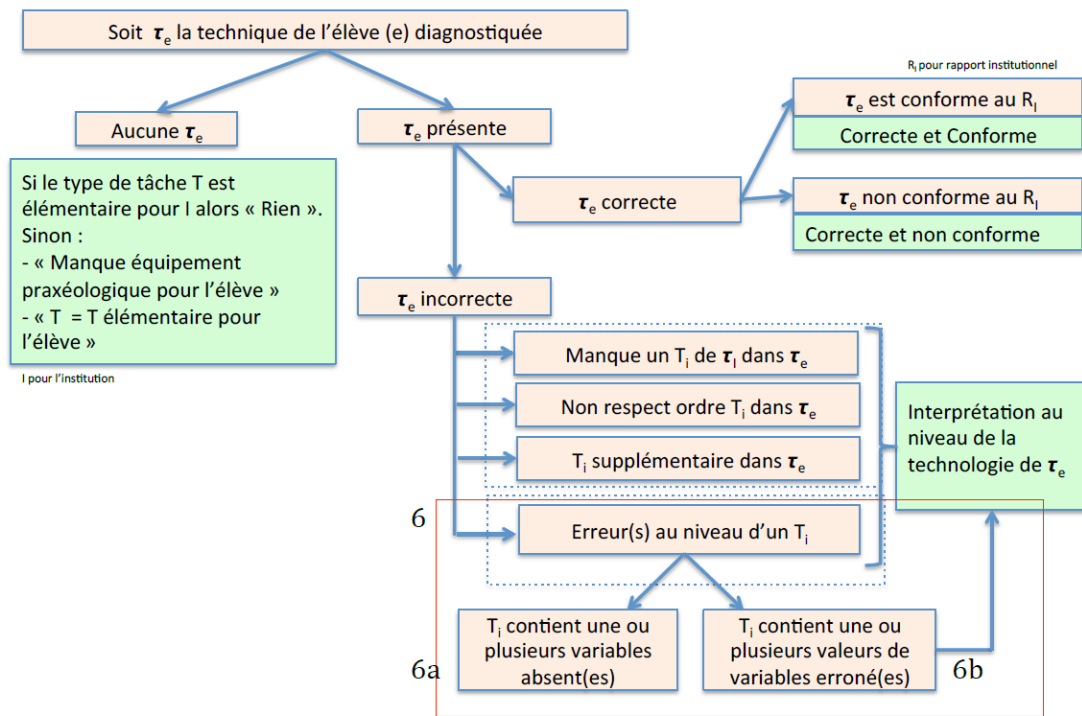 Soit τe la technique de l'élève (e) diagnostiquée
RI pour rapport institutionnel
τe est conforme au RI
Correcte et Conforme
Aucune τe
τe présente
Si le type de tâche T est
élémentaire pour I alors « Rien ».
Sinon :
- « Manque équipement
praxéologique pour l'élève »
- « T = T élémentaire pour
l'élève »
I pour l'institution
τe correcte
τe non conforme au RI
Correcte et non conforme
τe incorrecte
Manque un Ti de τI dans τe
Non respect ordre Ti dans τe
Ti supplémentaire dans τe
Interprétation au
niveau de la
technologie de τe
6
Erreur(s) au niveau d'un Ti
6a
Ti contient une ou
plusieurs variables
absent(es)
Ti contient une ou
plusieurs valeurs de
variables erroné(es)
6b